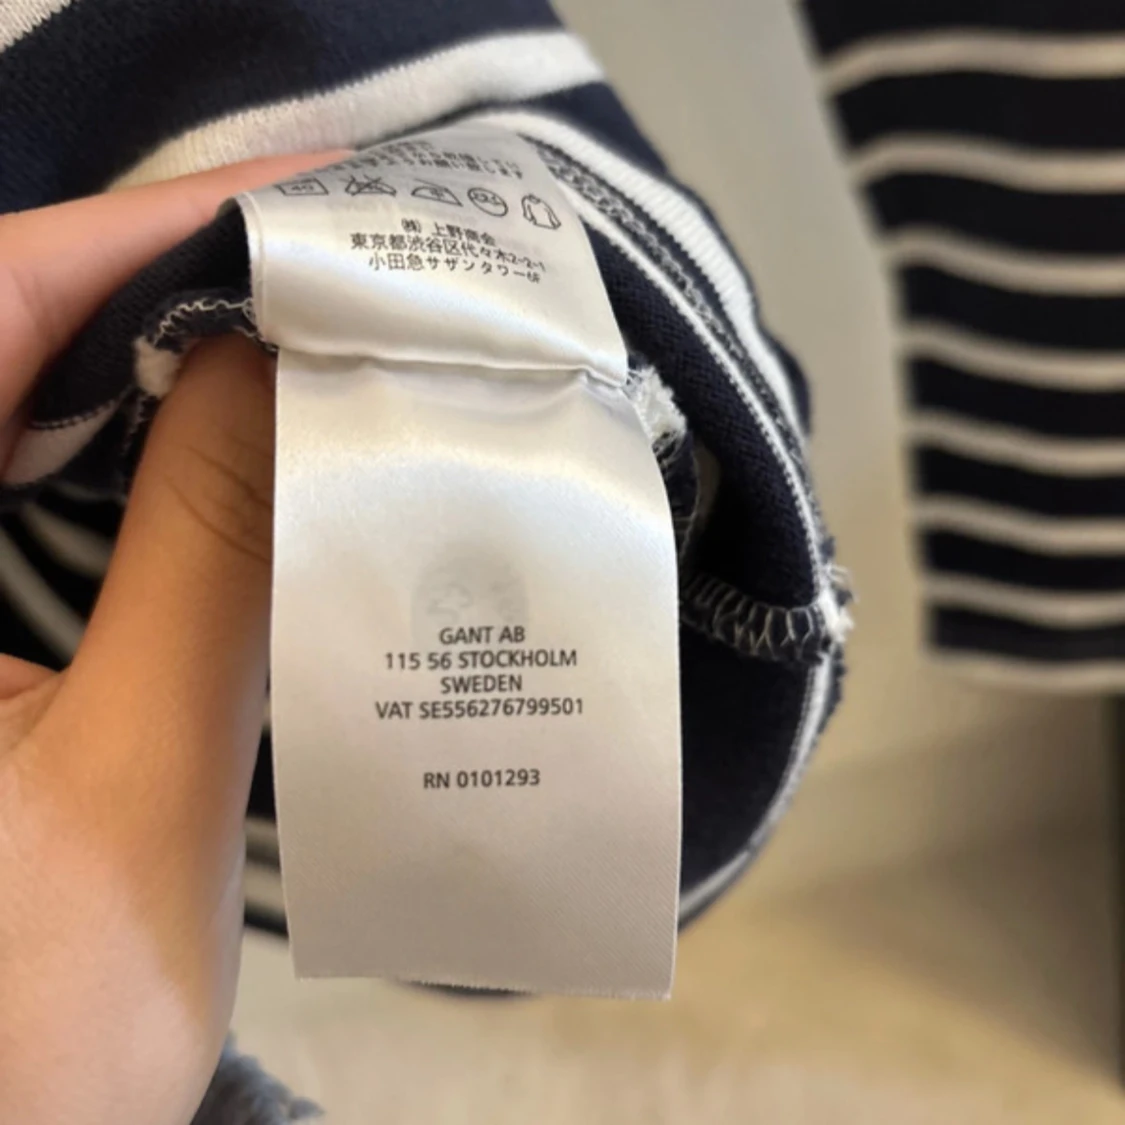 40
(株) 上野商会
東京都渋谷区代々木2-2-1
小田急サザンタワー6F
GANT AB
115 56 STOCKHOLM
SWEDEN
VAT SE556276799501
RN 0101293